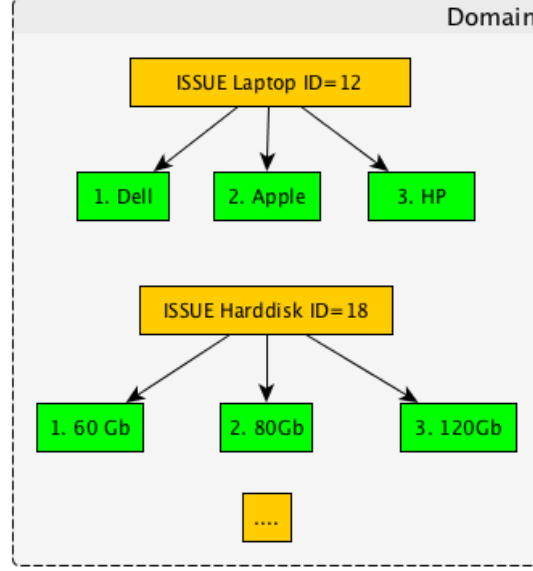 Domain
ISSUE Laptop ID=12
1. Dell
2. Apple
3. HP
ISSUE Harddisk ID=18
1. 60 Gb
2. 80Gb
3. 120Gb
....